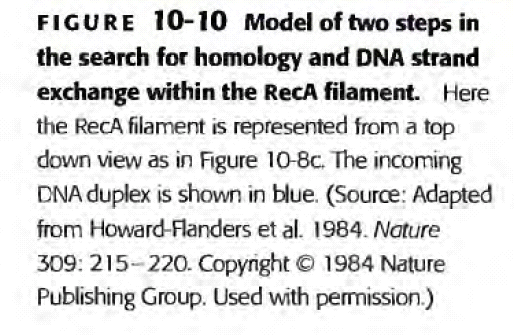 FIGURE 10-10 Model of two steps in
the search for homology and DNA strand
exchange within the RecA filament. Here
the RecA filament is represented from a top
down view as in Figure 10-8c. The incoming
DNA duplex is shown in blue. (Source: Adapted
from Howard-Flanders et al. 1984. Nature
309: 215–220. Copyright © 1984 Nature
Publishing Group. Used with permission.)